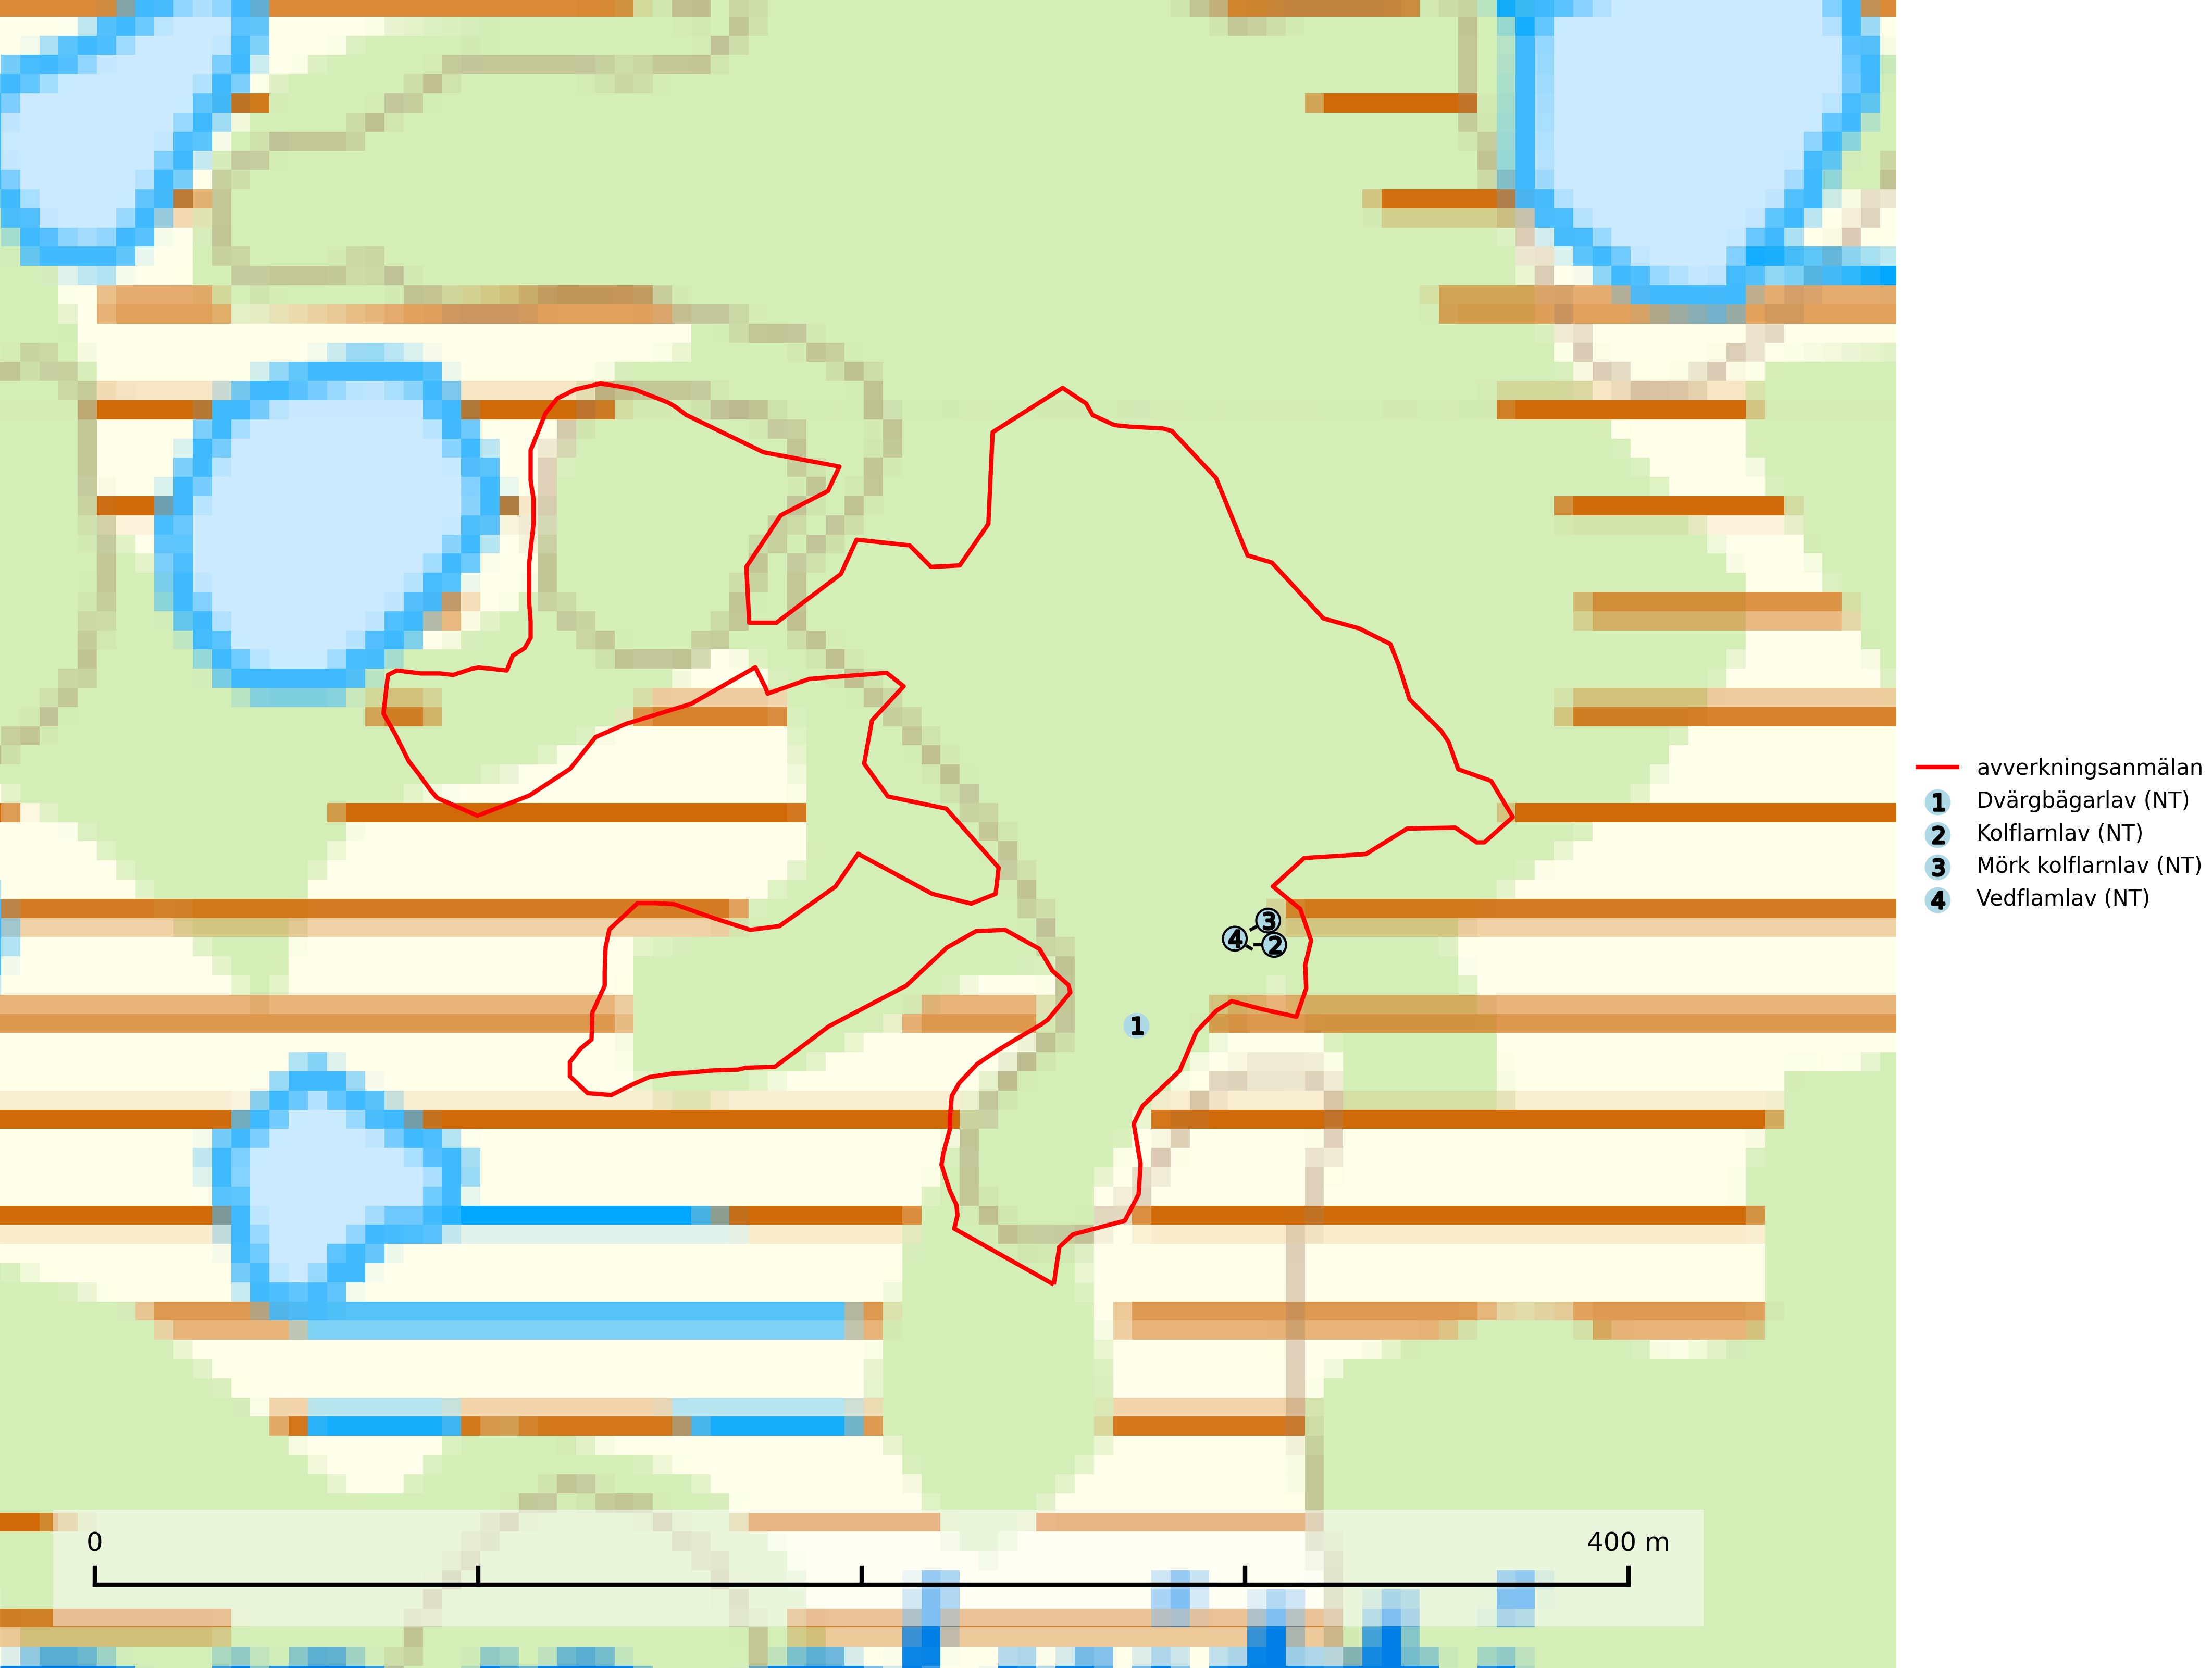 avverkningsanmälan
1 Dvärgbägarlav (NT)
2 Kolflarnlav (NT)
3 Mörk kolflarnlav (NT)
4 Vedflamlav (NT)
3
4 2
1
0 400 m